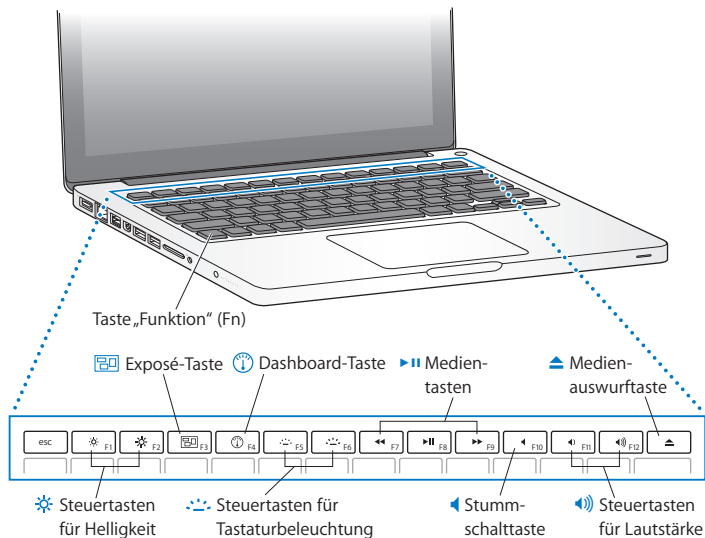 Taste „Funktion“ (Fn)
Exposé-Taste
Dashboard-Taste
Medien-
tasten
Medien-
auswurftaste
esc
F1
F2
F3
F4
F5
F6
F7
F8
F9
F10
F11
F12
Steuertasten
für Helligkeit
Steuertasten für
Tastaturbeleuchtung
Stumm-
schalttaste
Steuertasten
für Lautstärke